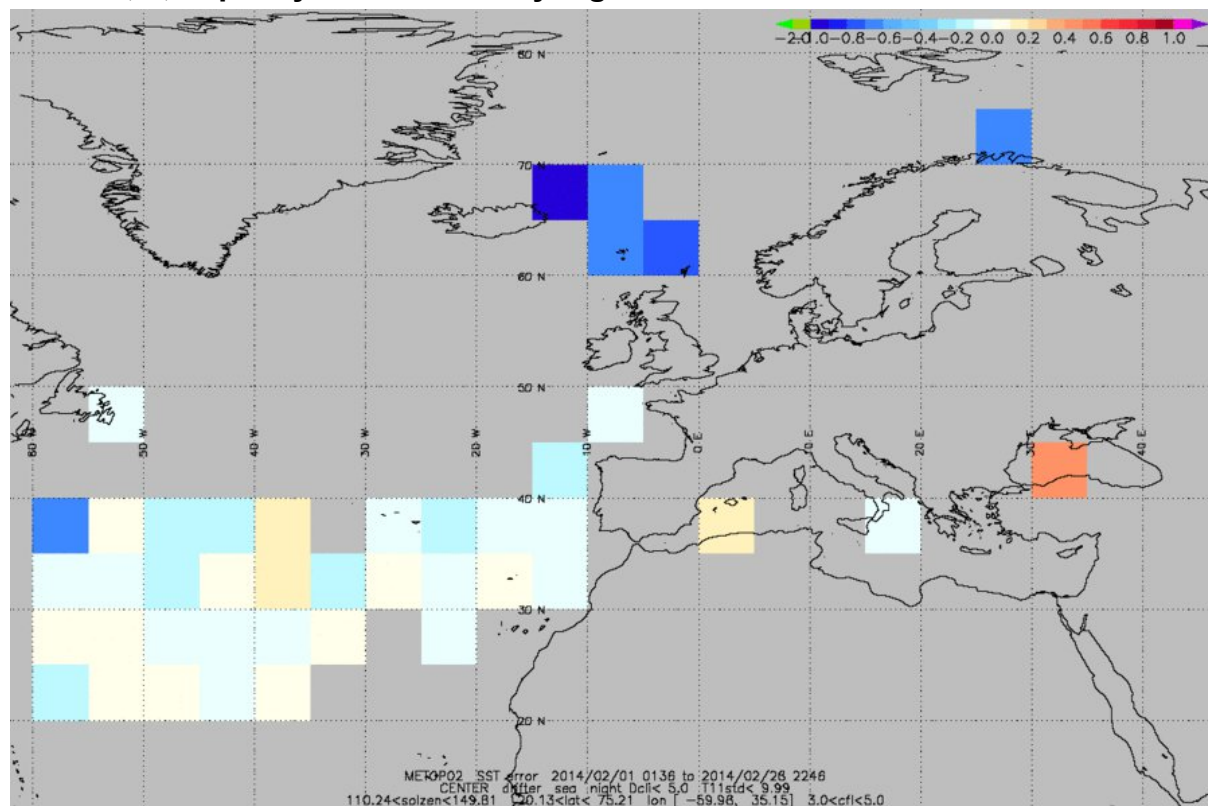 -2.0 1.0 -0.8 -0.6 -0.4 -0.2 0.0 0.2 0.4 0.6 0.8 1.0
80 N
70 N
60 N
50 N
60 W 50 W 40 W 30 W 20 W 10 W 0 E 10 E 20 E 30 E 40 E
40 N
30 N
20 N
METOP02 SST error 2014/02/01 0136 to 2014/02/28 2246
CENTER drifter sea night Dcli< 5.0 T11std< 9.99
110.24<solzen<149.81 20.13<lat< 75.21 lon [ -59.98, 35.15] 3.0<cfl<5.0